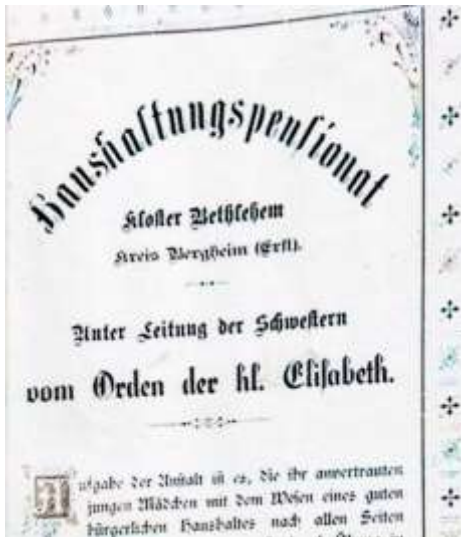 Haushaltungspensionat
Kloster Bethlehem
Kreis Bergheim (Erft).
Unter Leitung der Schwestern
vom Orden der hl. Elisabeth.
Aufgabe der Anstalt ist es, die ihr anvertrauten
jungen Mädchen mit dem Wesen eines guten
bürgerlichen Haushaltes nach allen Seiten